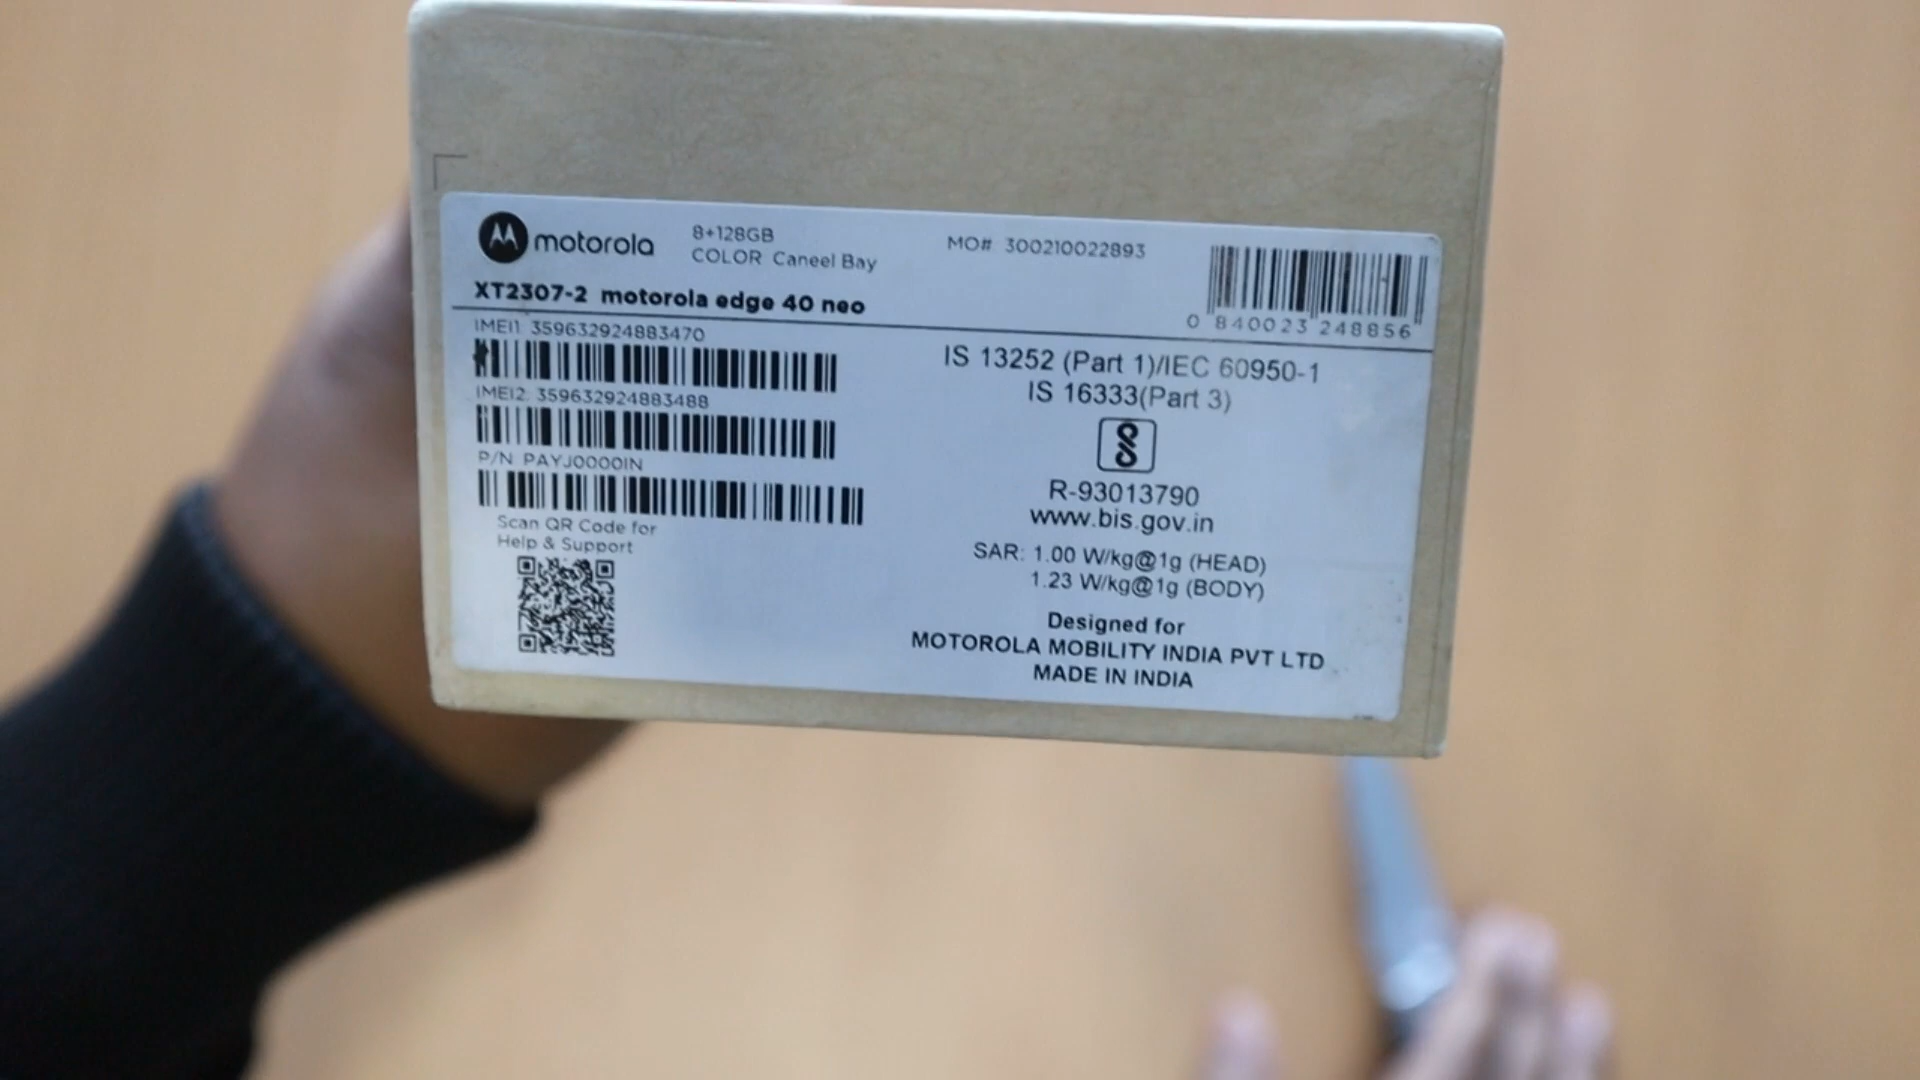 motorola
8+128GB
COLOR Caneel Bay
MO# 300210022893
XT2307-2 motorola edge 40 neo
0 840023 248856
IMEI1 359632924883470
IMEI2 359632924883488
P/N PAYJ0000IN
Scan QR Code for
Help & Support
IS 13252 (Part 1)/IEC 60950-1
IS 16333(Part 3)
R-93013790
www.bis.gov.in
SAR: 1.00 W/kg@1g (HEAD)
1.23 W/kg@1g (BODY)
Designed for
MOTOROLA MOBILITY INDIA PVT LTD
MADE IN INDIA